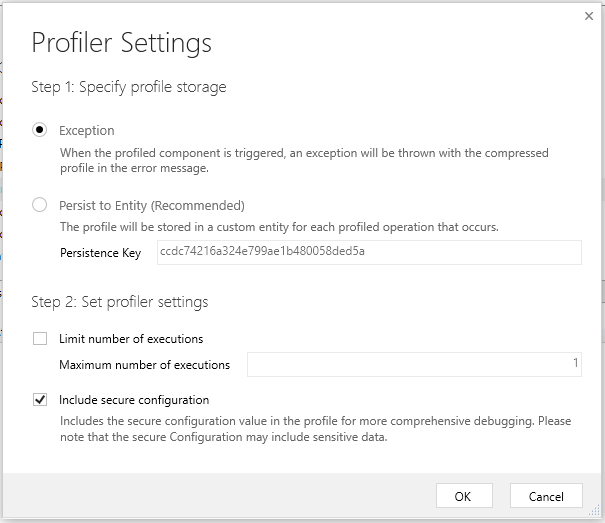 Profiler Settings
Step 1: Specify profile storage
Exception
When the profiled component is triggered, an exception will be thrown with the compressed
profile in the error message.
Persist to Entity (Recommended)
The profile will be stored in a custom entity for each profiled operation that occurs.
Persistence Key ccdc74216a324e799ae1b480058ded5a
Step 2: Set profiler settings
Limit number of executions
Maximum number of executions 1
Include secure configuration
Includes the secure configuration value in the profile for more comprehensive debugging. Please
note that the secure Configuration may include sensitive data.
OK Cancel